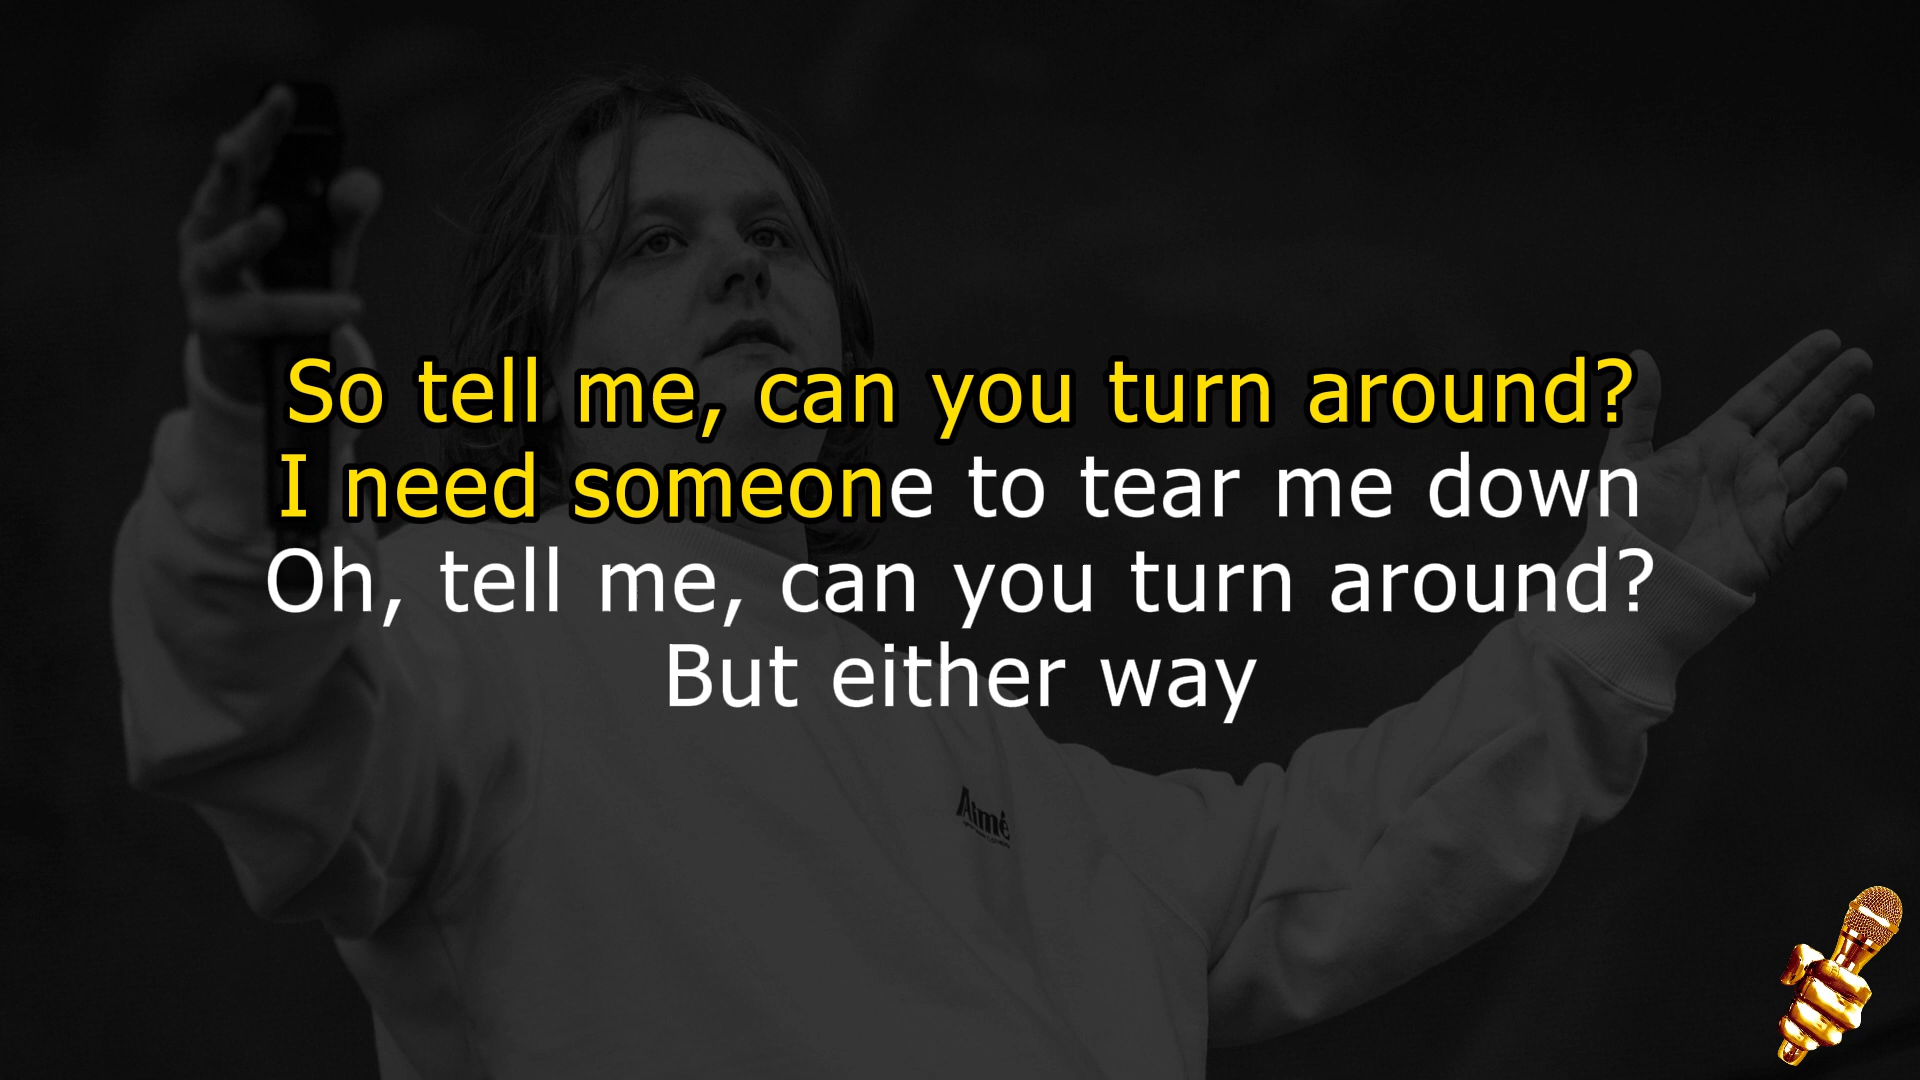 So tell me, can you turn around?
I need someone to tear me down
Oh, tell me, can you turn around?
But either way
Aimé